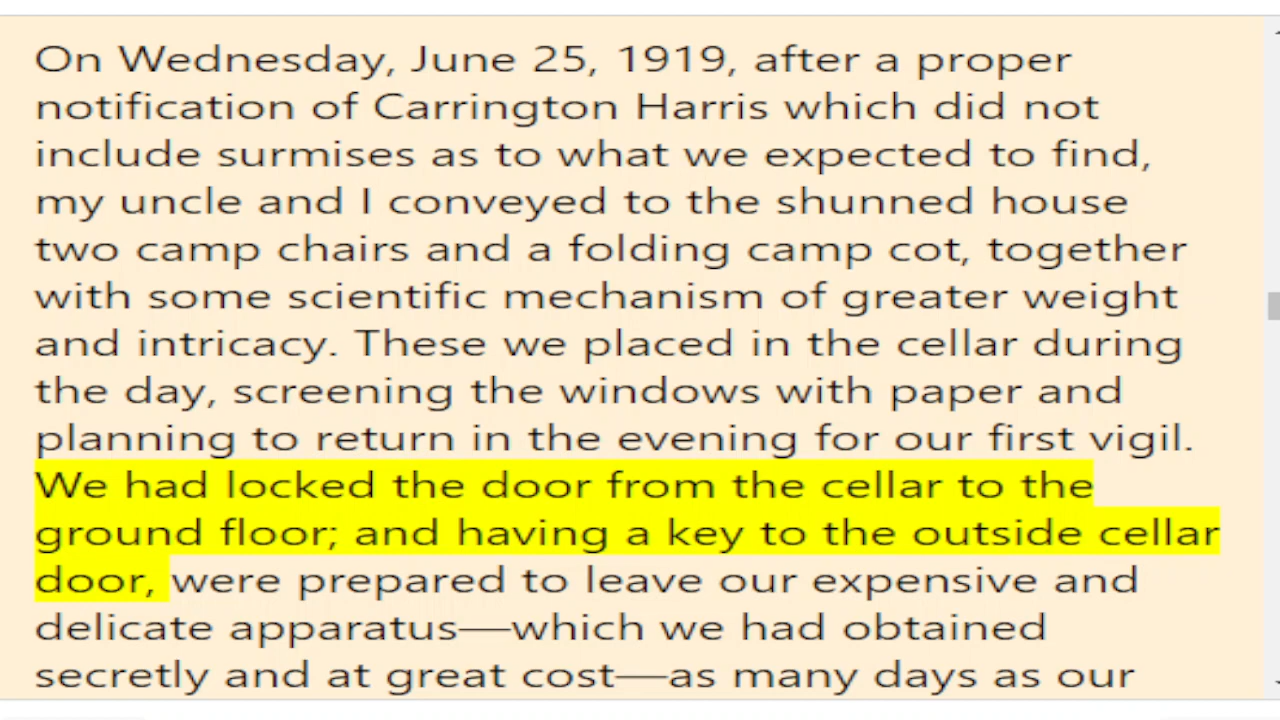 On Wednesday, June 25, 1919, after a proper
notification of Carrington Harris which did not
include surmises as to what we expected to find,
my uncle and I conveyed to the shunned house
two camp chairs and a folding camp cot, together
with some scientific mechanism of greater weight
and intricacy. These we placed in the cellar during
the day, screening the windows with paper and
planning to return in the evening for our first vigil.
We had locked the door from the cellar to the
ground floor; and having a key to the outside cellar
door, were prepared to leave our expensive and
delicate apparatus—which we had obtained
secretly and at great cost—as many days as our